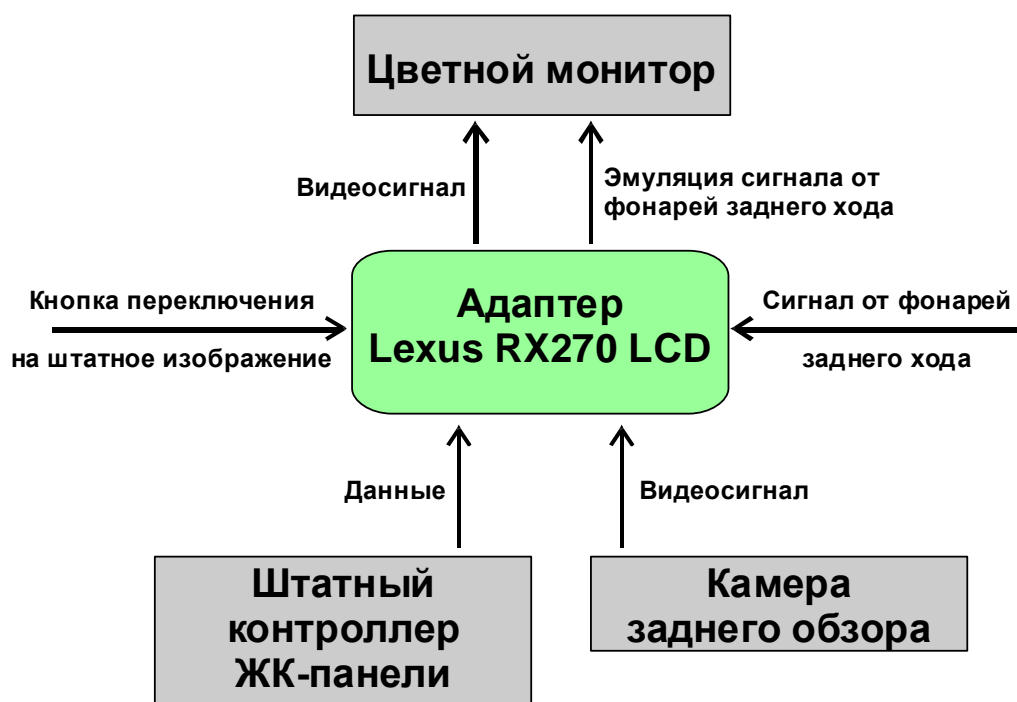 Цветной монитор
Видеосигнал
Эмуляция сигнала от
фонарей заднего хода
Кнопка переключения
на штатное изображение
Адаптер
Lexus RX270 LCD
Сигнал от фонарей
заднего хода
Данные
Видеосигнал
Штатный
контроллер
ЖК-панели
Камера
заднего обзора